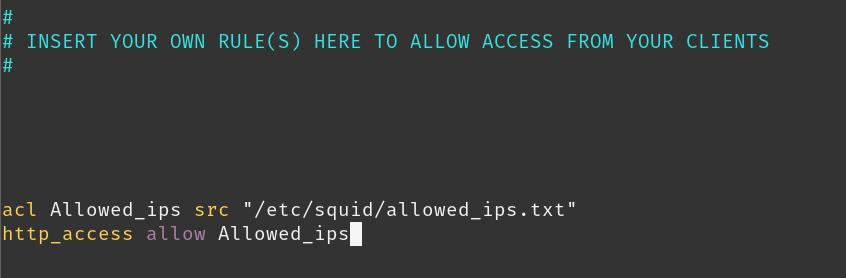 #
# INSERT YOUR OWN RULE(S) HERE TO ALLOW ACCESS FROM YOUR CLIENTS
#
acl Allowed_ips src "/etc/squid/allowed_ips.txt"
http_access allow Allowed_ips